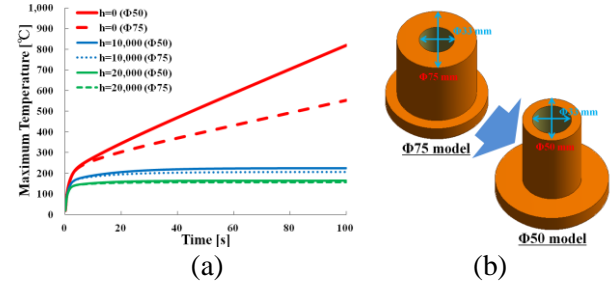 Maximum Temperature [℃]
1,000
900
800
700
600
500
400
300
200
100
0
h=0 (Φ50)
h=0 (Φ75)
h=10,000 (Φ50)
h=10,000 (Φ75)
h=20,000 (Φ50)
h=20,000 (Φ75)
0 20 40 60 80 100
Time [s]
(a)
mm
Φ75 mm
Φ75 model
mm
Φ50 mm
Φ50 model
(b)